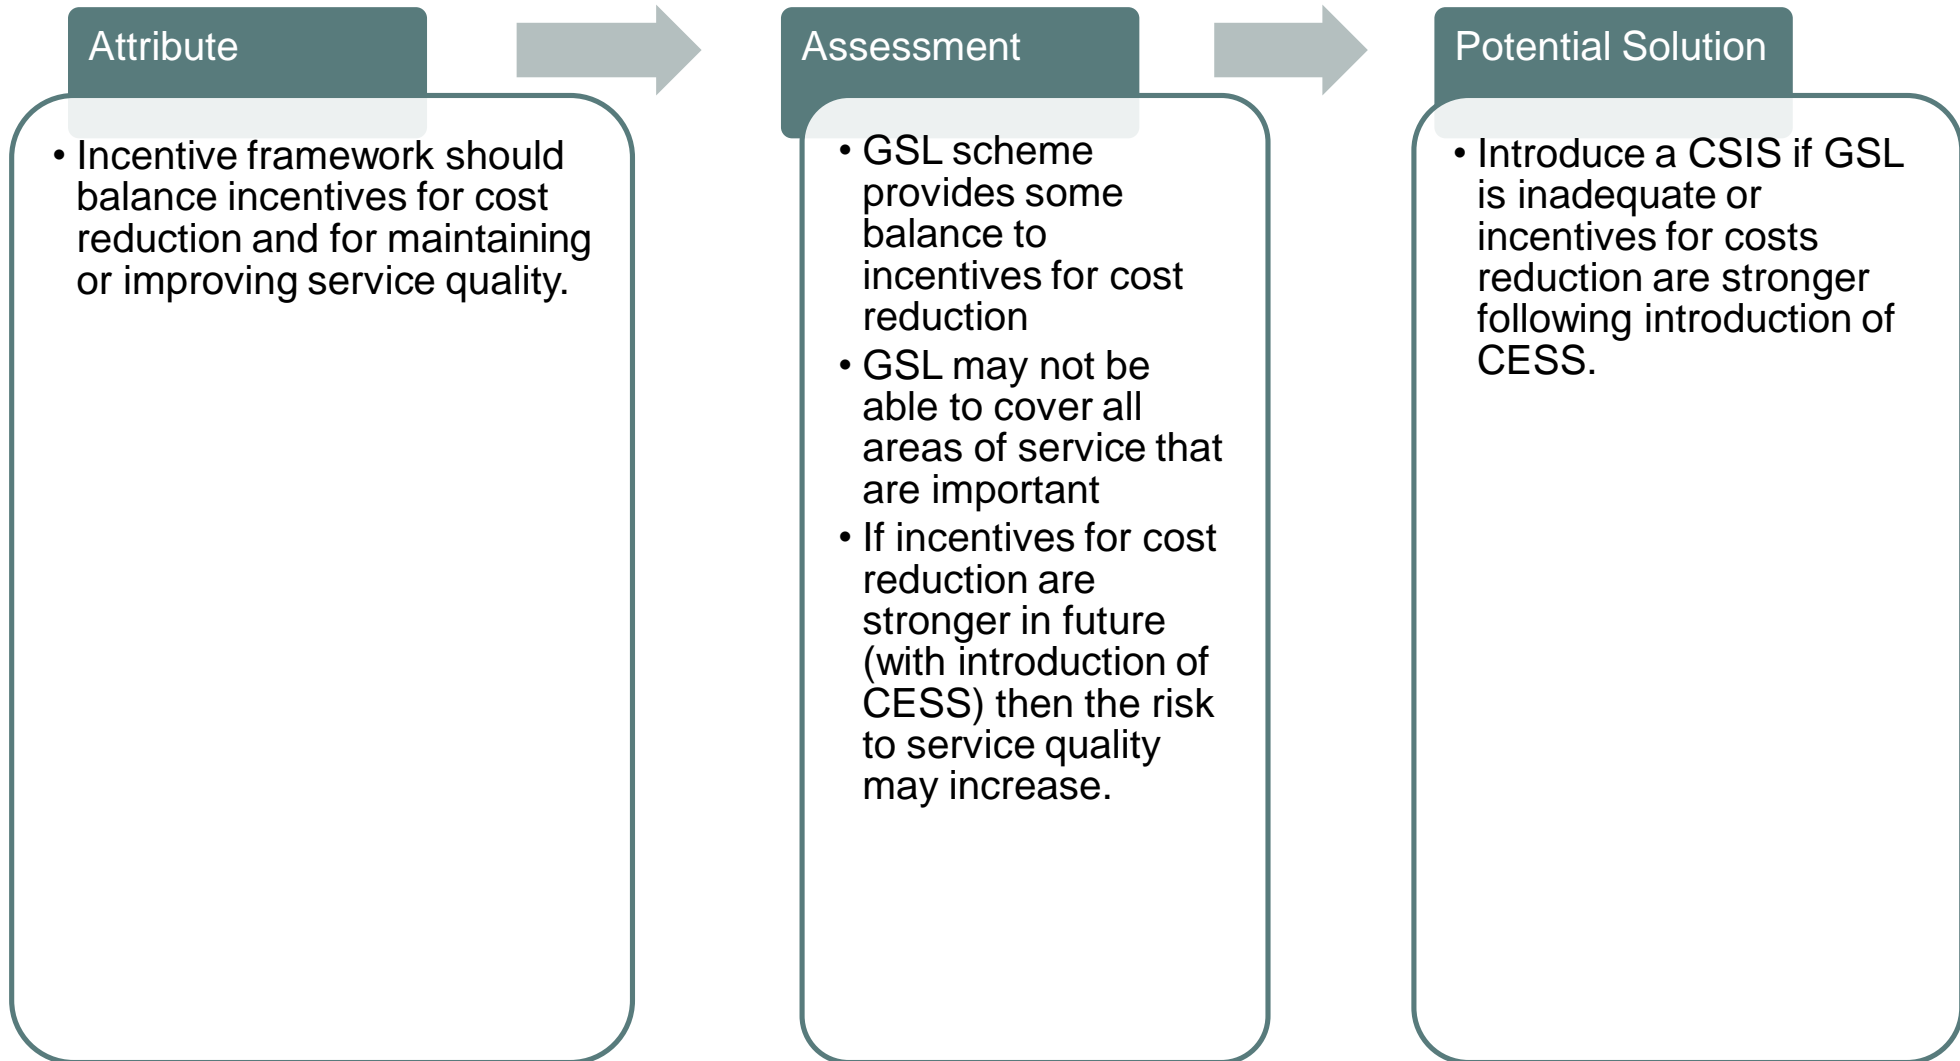 Attribute
• Incentive framework should
balance incentives for cost
reduction and for maintaining
or improving service quality.
Assessment
• GSL scheme
provides some
balance to
incentives for cost
reduction
• GSL may not be
able to cover all
areas of service that
are important
• If incentives for cost
reduction are
stronger in future
(with introduction of
CESS) then the risk
to service quality
may increase.
Potential Solution
• Introduce a CSIS if GSL
is inadequate or
incentives for costs
reduction are stronger
following introduction of
CESS.